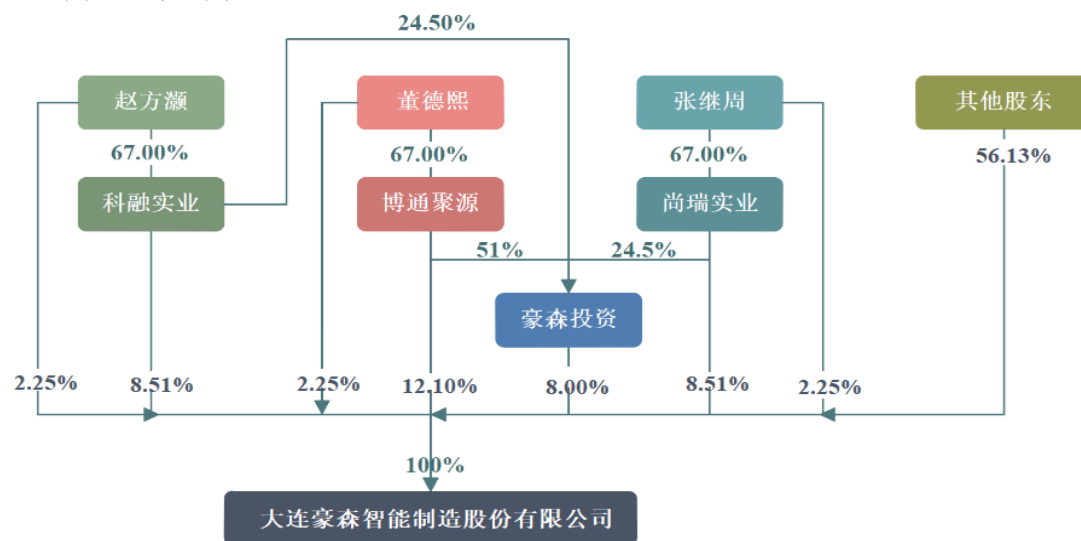 24.50%
赵方灏
董德熙
张继周
其他股东
67.00%
67.00%
67.00%
56.13%
科融实业
博通聚源
尚瑞实业
51%
24.5%
豪森投资
2.25%
8.51%
2.25%
12.10%
8.00%
8.51%
2.25%
100%
大连豪森智能制造股份有限公司